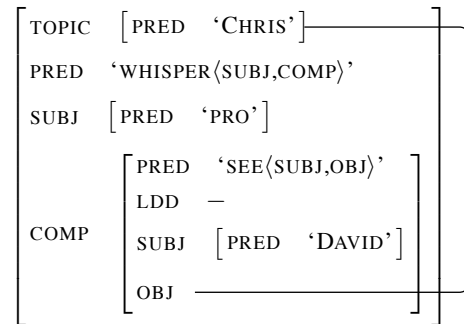 TOPIC [PRED ‘CHRIS’]
PRED ‘WHISPER⟨SUBJ,COMP⟩’
SUBJ [PRED ‘PRO’]
PRED ‘SEE⟨SUBJ,OBJ⟩’
LDD −
COMP
SUBJ [PRED ‘DAVID’]
OBJ